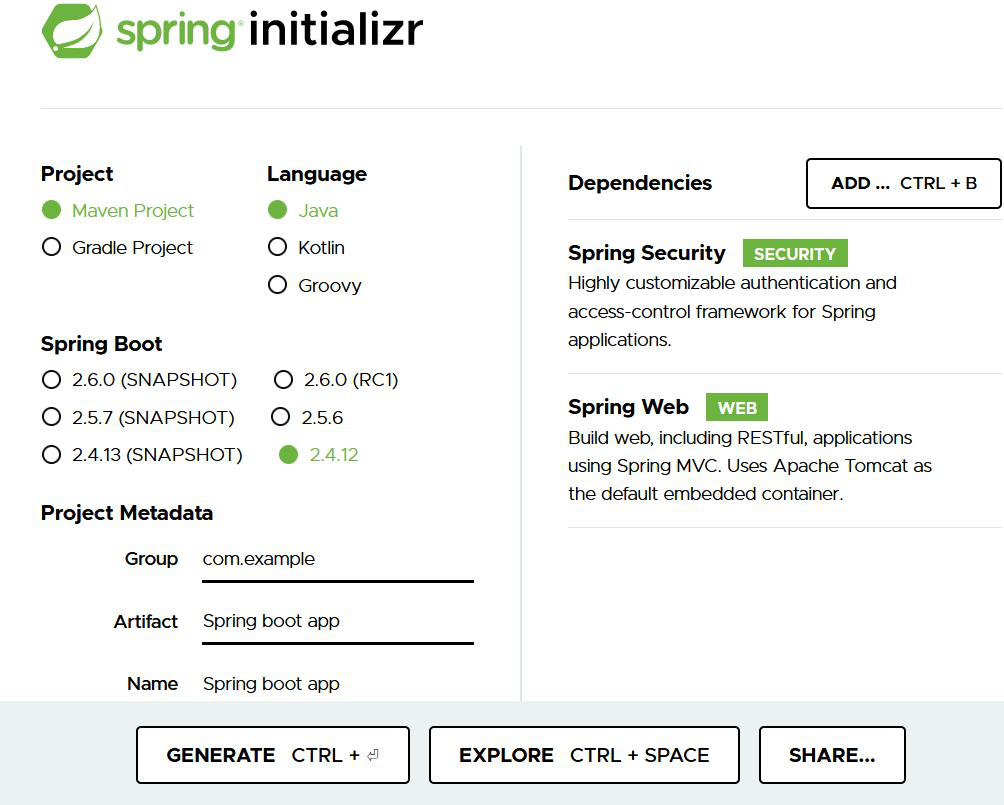 spring initializr
Project
Maven Project
Gradle Project
Language
Java
Kotlin
Groovy
Spring Boot
2.6.0 (SNAPSHOT) 2.6.0 (RC1)
2.5.7 (SNAPSHOT) 2.5.6
2.4.13 (SNAPSHOT) 2.4.12
Project Metadata
Group com.example
Artifact Spring boot app
Name Spring boot app
Dependencies
ADD ... CTRL + B
Spring Security SECURITY
Highly customizable authentication and
access-control framework for Spring
applications.
Spring Web WEB
Build web, including RESTful, applications
using Spring MVC. Uses Apache Tomcat as
the default embedded container.
GENERATE CTRL + ⏎
EXPLORE CTRL + SPACE
SHARE...